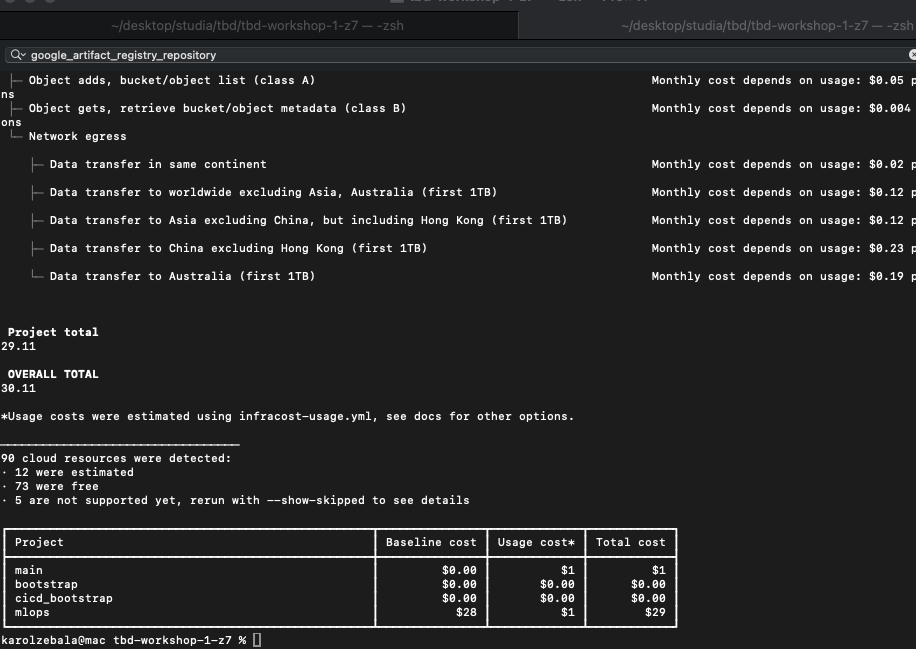 ~/desktop/studia/tbd/tbd-workshop-1-z7 — -zsh ~/desktop/studia/tbd/tbd-workshop-1-z7 — -zsh
google_artifact_registry_repository
├─ Object adds, bucket/object list (class A) Monthly cost depends on usage: $0.05 p
ns
├─ Object gets, retrieve bucket/object metadata (class B) Monthly cost depends on usage: $0.004
ons
└─ Network egress
├─ Data transfer in same continent Monthly cost depends on usage: $0.02 p
├─ Data transfer to worldwide excluding Asia, Australia (first 1TB) Monthly cost depends on usage: $0.12 p
├─ Data transfer to Asia excluding China, but including Hong Kong (first 1TB) Monthly cost depends on usage: $0.12 p
├─ Data transfer to China excluding Hong Kong (first 1TB) Monthly cost depends on usage: $0.23 p
└─ Data transfer to Australia (first 1TB) Monthly cost depends on usage: $0.19 p
Project total
29.11
OVERALL TOTAL
30.11
*Usage costs were estimated using infracost-usage.yml, see docs for other options.
90 cloud resources were detected:
· 12 were estimated
· 73 were free
· 5 are not supported yet, rerun with --show-skipped to see details
Project Baseline cost Usage cost* Total cost
main $0.00 $1 $1
bootstrap $0.00 $0.00 $0.00
cicd_bootstrap $0.00 $0.00 $0.00
mlops $28 $1 $29
karolzebala@mac tbd-workshop-1-z7 %